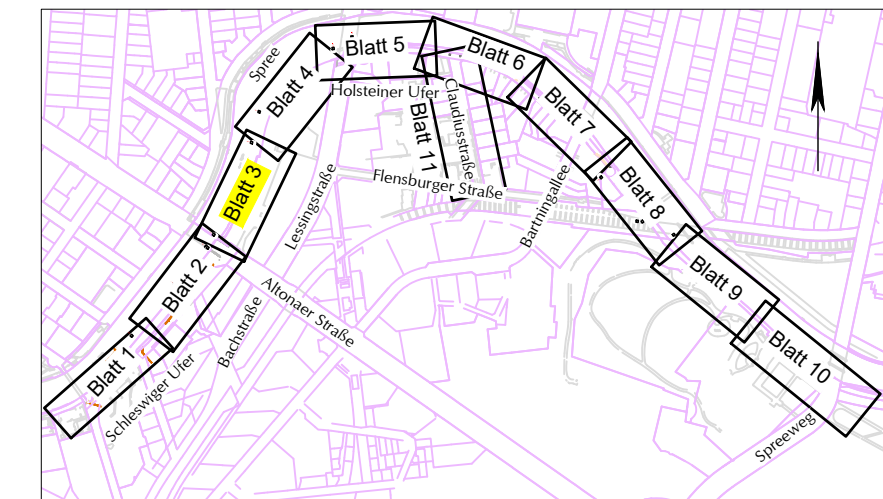 Blatt 5
Blatt 6
Spree
Blatt 4
Holsteiner Ufer
Claudiusstraße
Blatt 7
Blatt 11
Blatt 3
Flensburger Straße
Lessingstraße
Bartningallee
Blatt 8
Blatt 2
Altonaer Straße
Blatt 9
Bachstraße
Blatt 1
Schleswiger Ufer
Blatt 10
Spreeweg